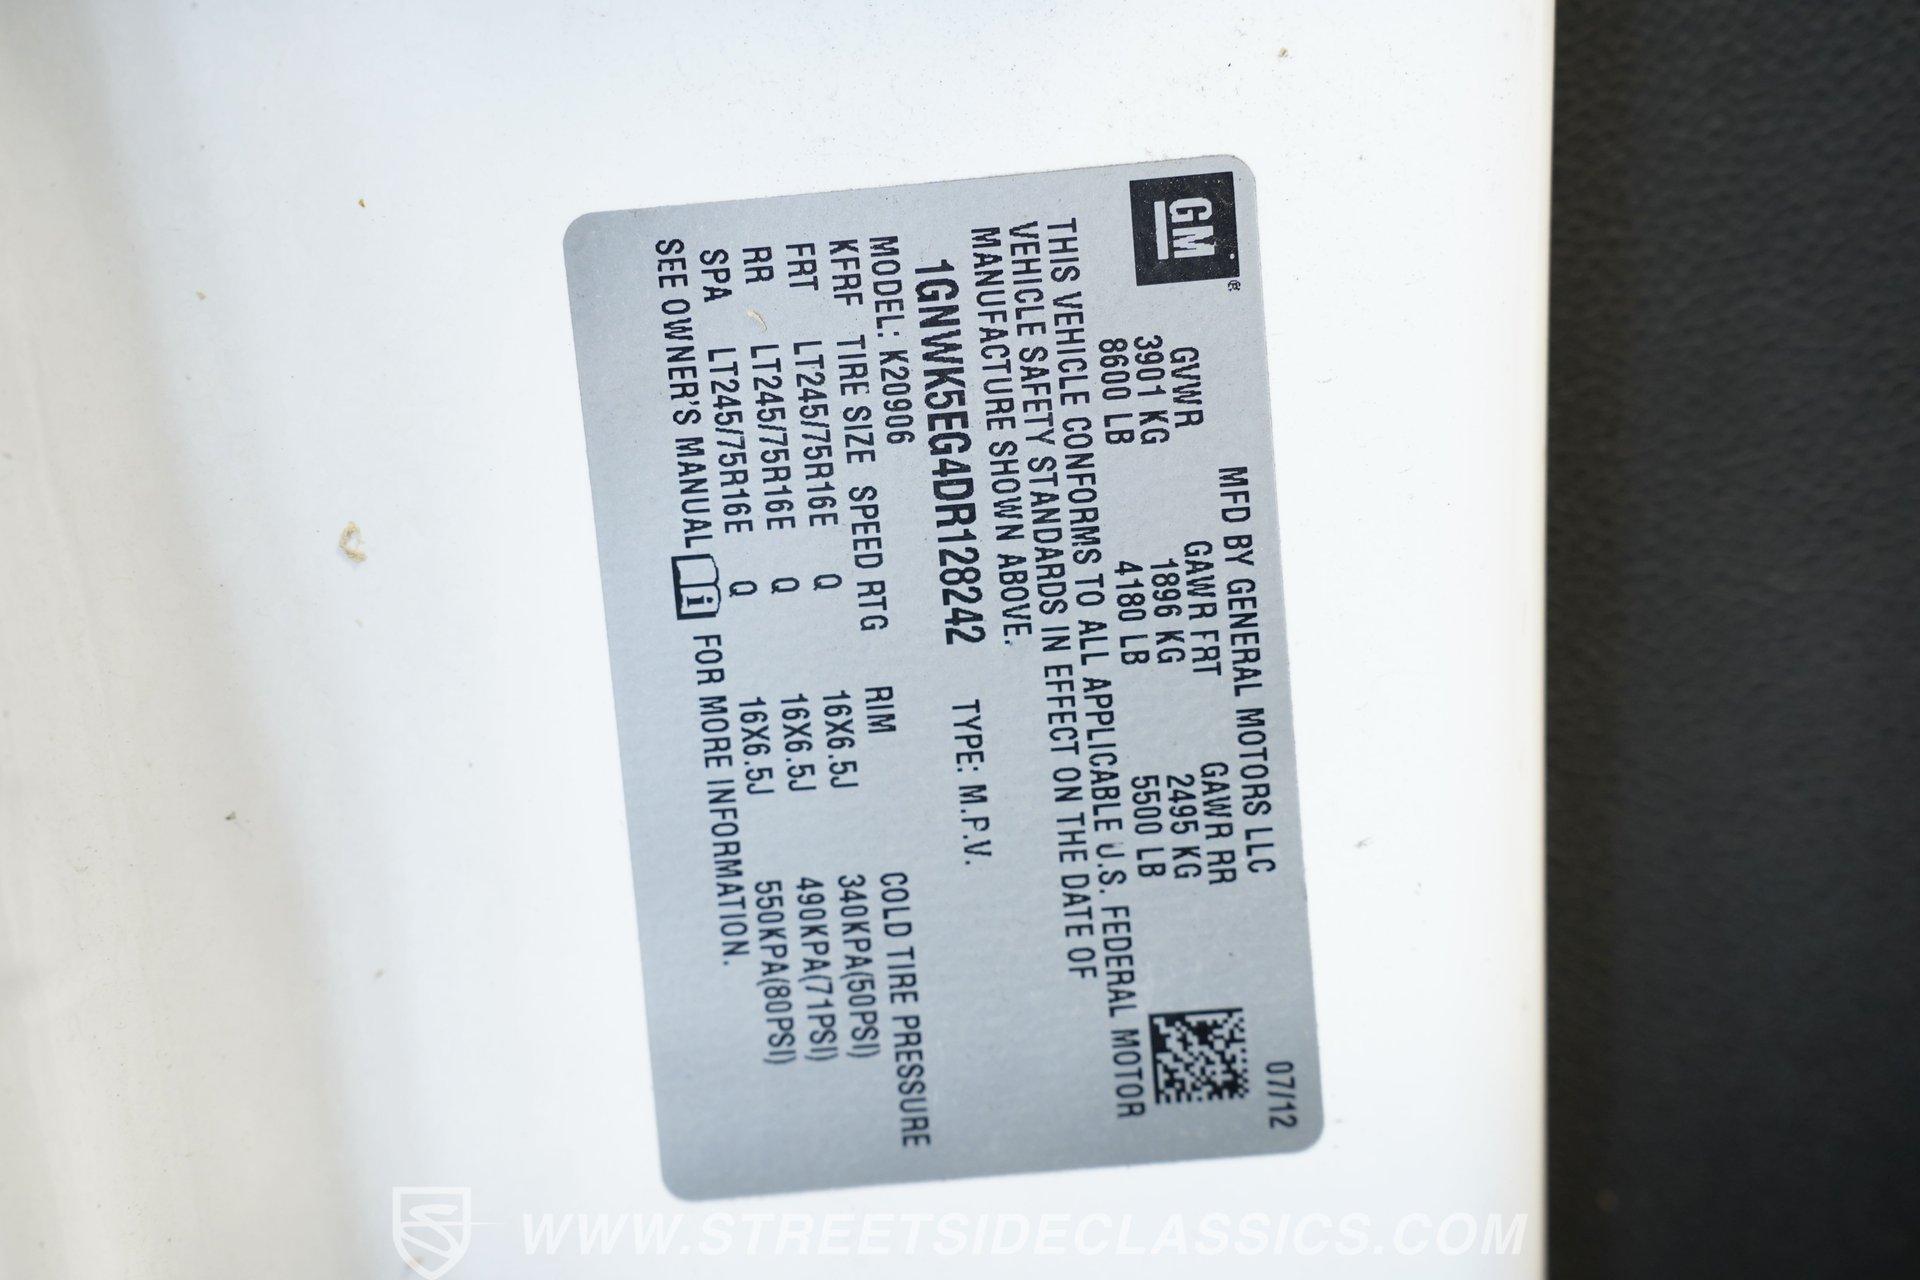 GM®
MFD BY GENERAL MOTORS LLC
07/12
GVWR GAWR FRT GAWR RR
3901 KG 1896 KG 2495 KG
8600 LB 4180 LB 5500 LB
THIS VEHICLE CONFORMS TO ALL APPLICABLE U.S. FEDERAL MOTOR
VEHICLE SAFETY STANDARDS IN EFFECT ON THE DATE OF
MANUFACTURE SHOWN ABOVE.
1GNWK5EG4DR128242 TYPE: M.P.V.
MODEL: K20906
KFRF TIRE SIZE SPEED RTG RIM COLD TIRE PRESSURE
FRT LT245/75R16E Q 16X6.5J 340KPA(50PSI)
RR LT245/75R16E Q 16X6.5J 490KPA(71PSI)
SPA LT245/75R16E Q 16X6.5J 550KPA(80PSI)
SEE OWNER'S MANUAL i FOR MORE INFORMATION.
WWW.STREETSIDECLASSICS.COM